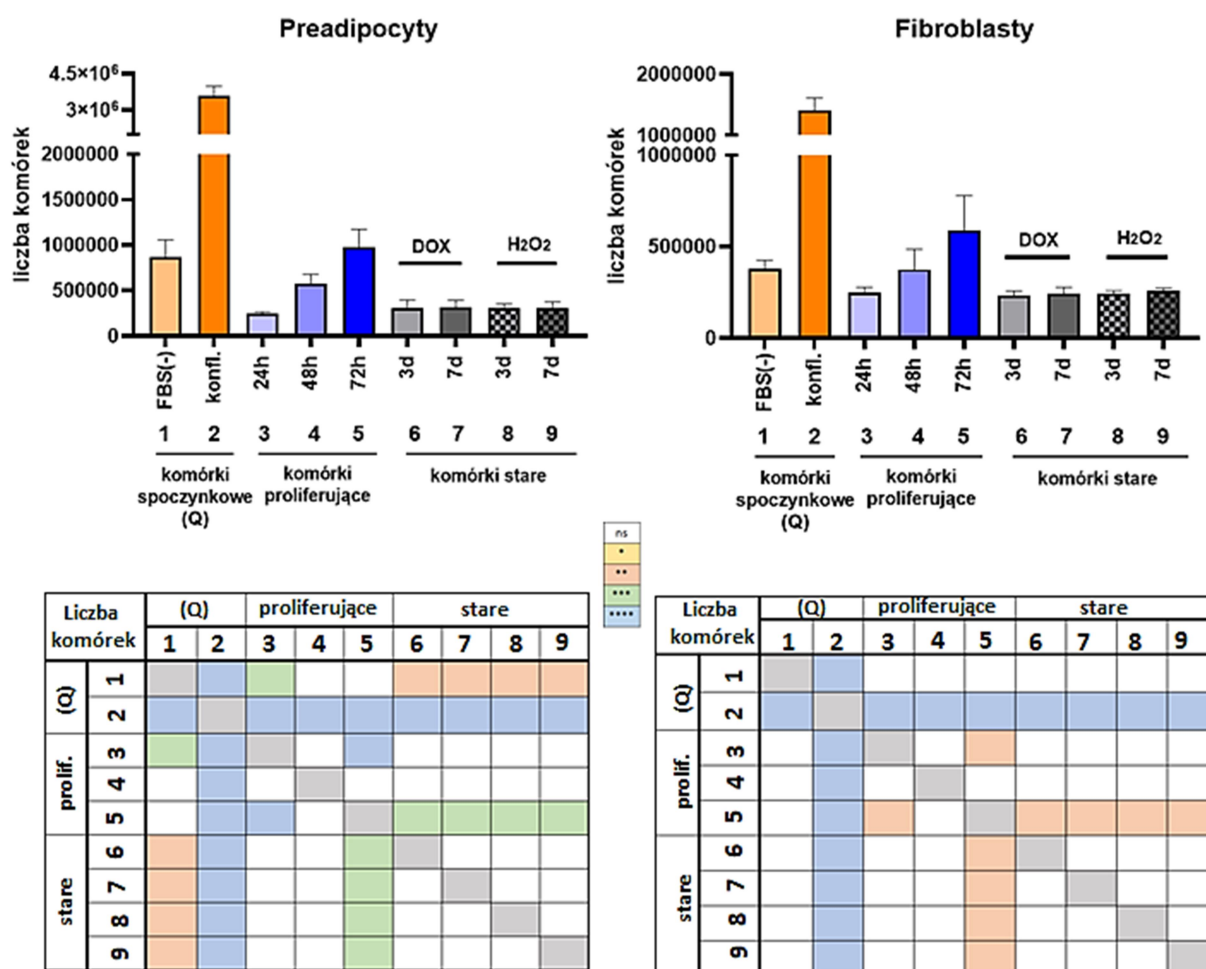 Preadipocyty
liczba komórek
4.5×10⁶
3×10⁶
2000000
1500000
1000000
500000
0
DOX
H2O2
FBS(-)
konfl.
24h
48h
72h
3d
7d
3d
7d
1 2 3 4 5 6 7 8 9
komórki spoczynkowe (Q)
komórki proliferujące
komórki stare
Fibroblasty
liczba komórek
2000000
1000000
1000000
500000
0
DOX
H2O2
FBS(-)
konfl.
24h
48h
72h
3d
7d
3d
7d
1 2 3 4 5 6 7 8 9
komórki spoczynkowe (Q)
komórki proliferujące
komórki stare
ns
*
**
***
****
Liczba komórek
(Q) proliferujące stare
1 2 3 4 5 6 7 8 9
(Q)
1
2
prolif.
3
4
5
stare
6
7
8
9
Liczba komórek
(Q) proliferujące stare
1 2 3 4 5 6 7 8 9
(Q)
1
2
prolif.
3
4
5
stare
6
7
8
9